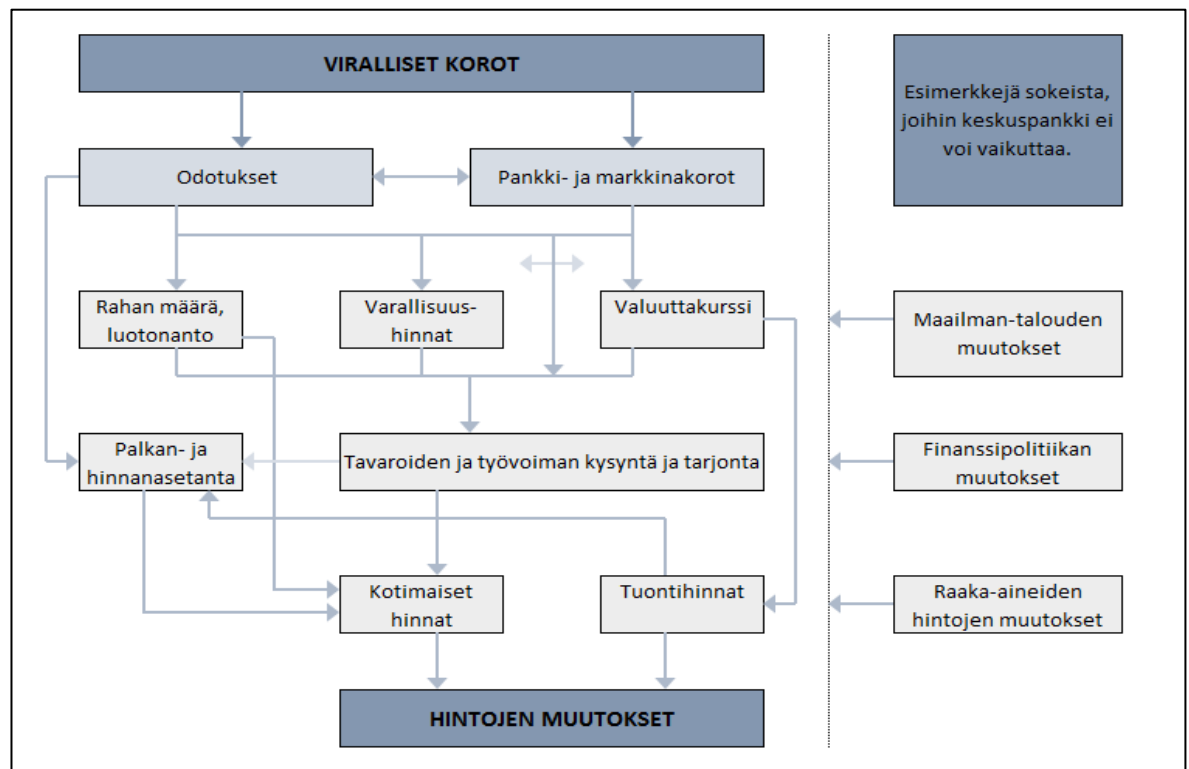 VIRALLISET KOROT
Esimerkkejä sokeista,
joihin keskuspankki ei
voi vaikuttaa.
Odotukset
Pankki- ja markkinakorot
Rahan määrä,
luotonanto
Varallisuus-
hinnat
Valuuttakurssi
Maailman-talouden
muutokset
Palkan- ja
hinnanasetanta
Tavaroiden ja työvoiman kysyntä ja tarjonta
Finanssipolitiikan
muutokset
Kotimaiset
hinnat
Tuontihinnat
Raaka-aineiden
hintojen muutokset
HINTOJEN MUUTOKSET